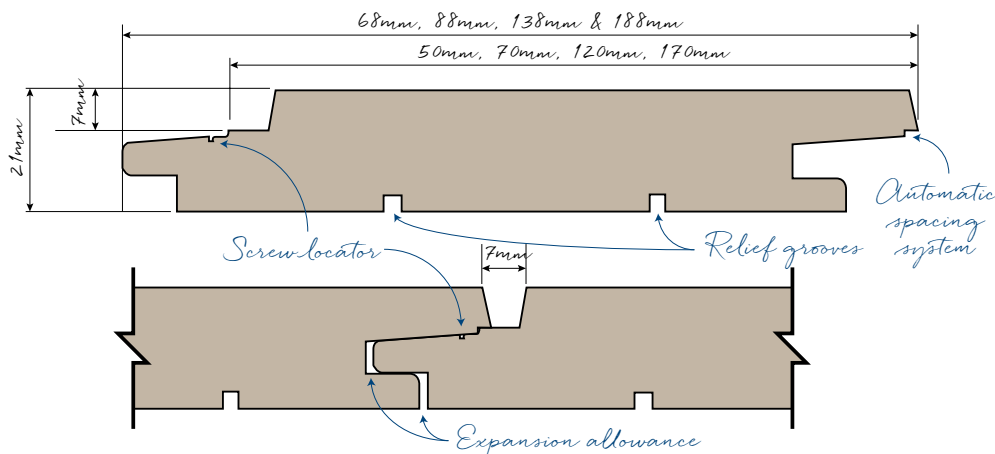 68mm, 88mm, 138mm & 188mm
50mm, 70mm, 120mm, 170mm
7mm
21mm
Automatic
spacing
system
Screw locator
Relief grooves
7mm
Expansion allowance